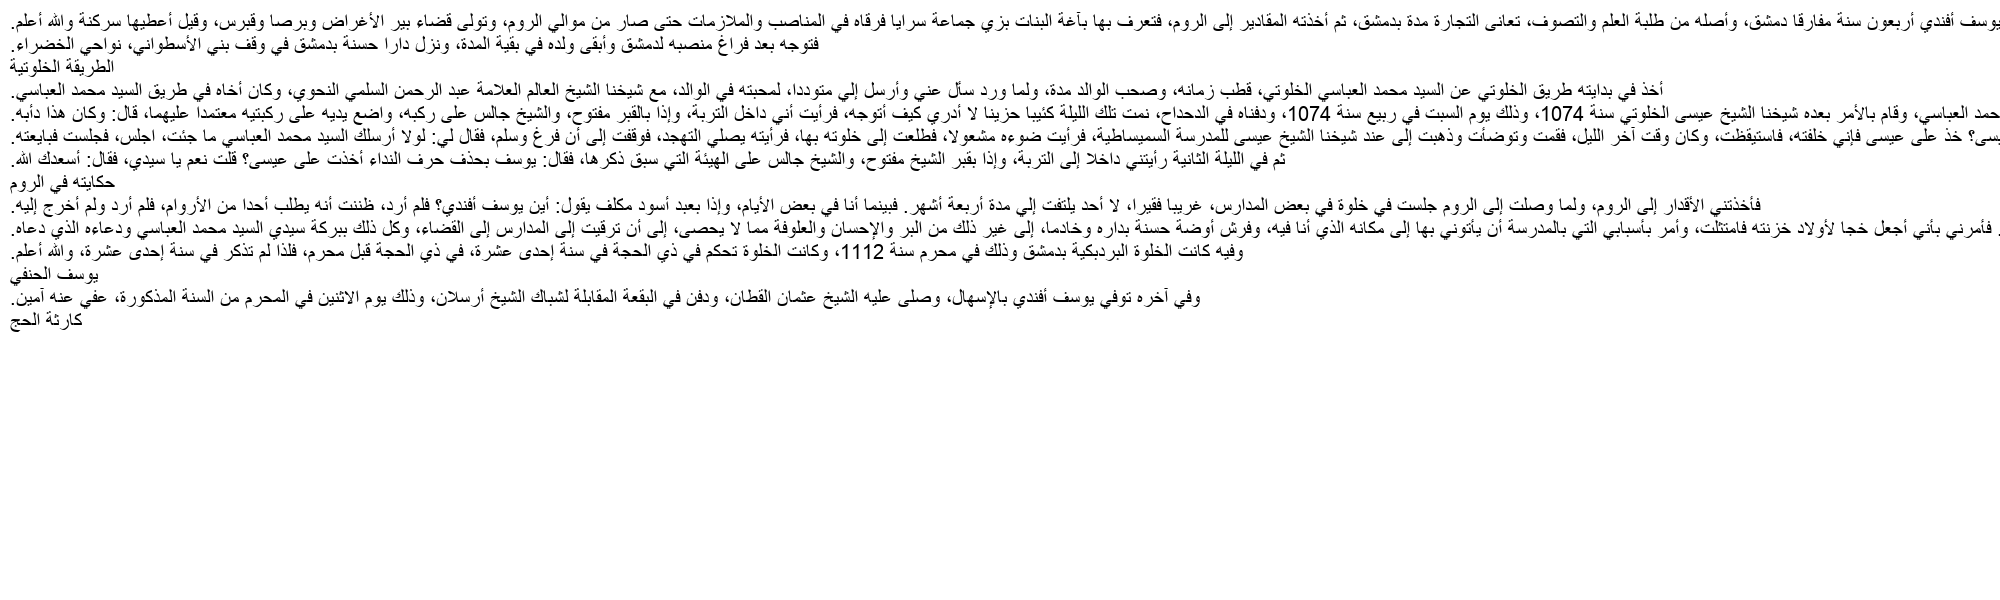 يوسف أفندي أربعون سنة مفارقا دمشق، وأصله من طلبة العلم والتصوف، تعانى التجارة مدة بدمشق، ثم أخذته المقادير إلى الروم، فتعرف بها بآغة البنات بزي جماعة سرايا فرقاه في المناصب والملازمات حتى صار من موالي الروم، وتولى قضاء بير الأغراض وبرصا وقبرس، وقيل أعطيها سركنة والله أعلم.
فتوجه بعد فراغ منصبه لدمشق وأبقى ولده في بقية المدة، ونزل دارا حسنة بدمشق في وقف بني الأسطواني، نواحي الخضراء.
الطريقة الخلوتية
أخذ في بدايته طريق الخلوتي عن السيد محمد العباسي الخلوتي، قطب زمانه، وصحب الوالد مدة، ولما ورد سأل عني وأرسل إلي متوددا، لمحبته في الوالد، مع شيخنا الشيخ العالم العلامة عبد الرحمن السلمي النحوي، وكان أخاه في طريق السيد محمد العباسي.
حمد العباسي، وقام بالأمر بعده شيخنا الشيخ عيسى الخلوتي سنة 1074، وذلك يوم السبت في ربيع سنة 1074، ودفناه في الدحداح، نمت تلك الليلة كئيبا حزينا لا أدري كيف أتوجه، فرأيت أني داخل التربة، وإذا بالقبر مفتوح، والشيخ جالس على ركبه، واضع يديه على ركبتيه معتمدا عليهما، قال: وكان هذا دأبه.
يسى؟ خذ على عيسى فإني خلفته، فاستيقظت، وكان وقت آخر الليل، فقمت وتوضأت وذهبت إلى عند شيخنا الشيخ عيسى للمدرسة السميساطية، فرأيت ضوءه مشعولا، فطلعت إلى خلوته بها، فرأيته يصلي التهجد، فوقفت إلى أن فرغ وسلم، فقال لي: لولا أرسلك السيد محمد العباسي ما جئت، اجلس، فجلست فبايعته.
ثم في الليلة الثانية رأيتني داخلا إلى التربة، وإذا بقبر الشيخ مفتوح، والشيخ جالس على الهيئة التي سبق ذكرها، فقال: يوسف بحذف حرف النداء أخذت على عيسى؟ قلت نعم يا سيدي، فقال: أسعدك الله.
حكايته في الروم
فأخذتني الأقدار إلى الروم، ولما وصلت إلى الروم جلست في خلوة في بعض المدارس، غريبا فقيرا، لا أحد يلتفت إلي مدة أربعة أشهر. فبينما أنا في بعض الأيام، وإذا بعبد أسود مكلف يقول: أين يوسف أفندي؟ فلم أرد، ظننت أنه يطلب أحدا من الأروام، فلم أرد ولم أخرج إليه.
. فأمرني بأني أجعل خجا لأولاد خزنته فامتثلت، وأمر بأسبابي التي بالمدرسة أن يأتوني بها إلى مكانه الذي أنا فيه، وفرش أوضة حسنة بداره وخادما، إلى غير ذلك من البر والإحسان والعلوفة مما لا يحصى، إلى أن ترقيت إلى المدارس إلى القضاء، وكل ذلك ببركة سيدي السيد محمد العباسي ودعاءه الذي دعاه.
وفيه كانت الخلوة البردبكية بدمشق وذلك في محرم سنة 1112، وكانت الخلوة تحكم في ذي الحجة في سنة إحدى عشرة، في ذي الحجة قبل محرم، فلذا لم تذكر في سنة إحدى عشرة، والله أعلم.
يوسف الحنفي
وفي آخره توفي يوسف أفندي بالإسهال، وصلى عليه الشيخ عثمان القطان، ودفن في البقعة المقابلة لشباك الشيخ أرسلان، وذلك يوم الاثنين في المحرم من السنة المذكورة، عفي عنه آمين.
كارثة الحج